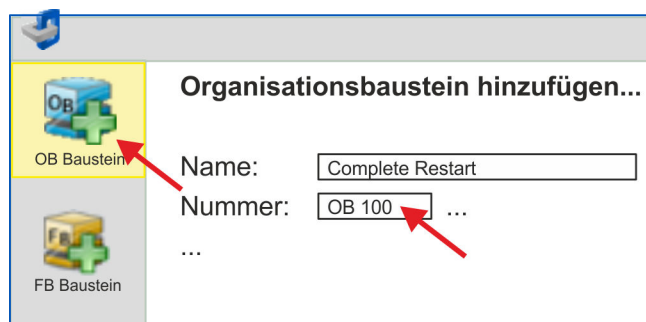 Organisationsbaustein hinzufügen...
OB
OB Baustein
Name: Complete Restart
Nummer: OB 100 ...
...
FB
FB Baustein